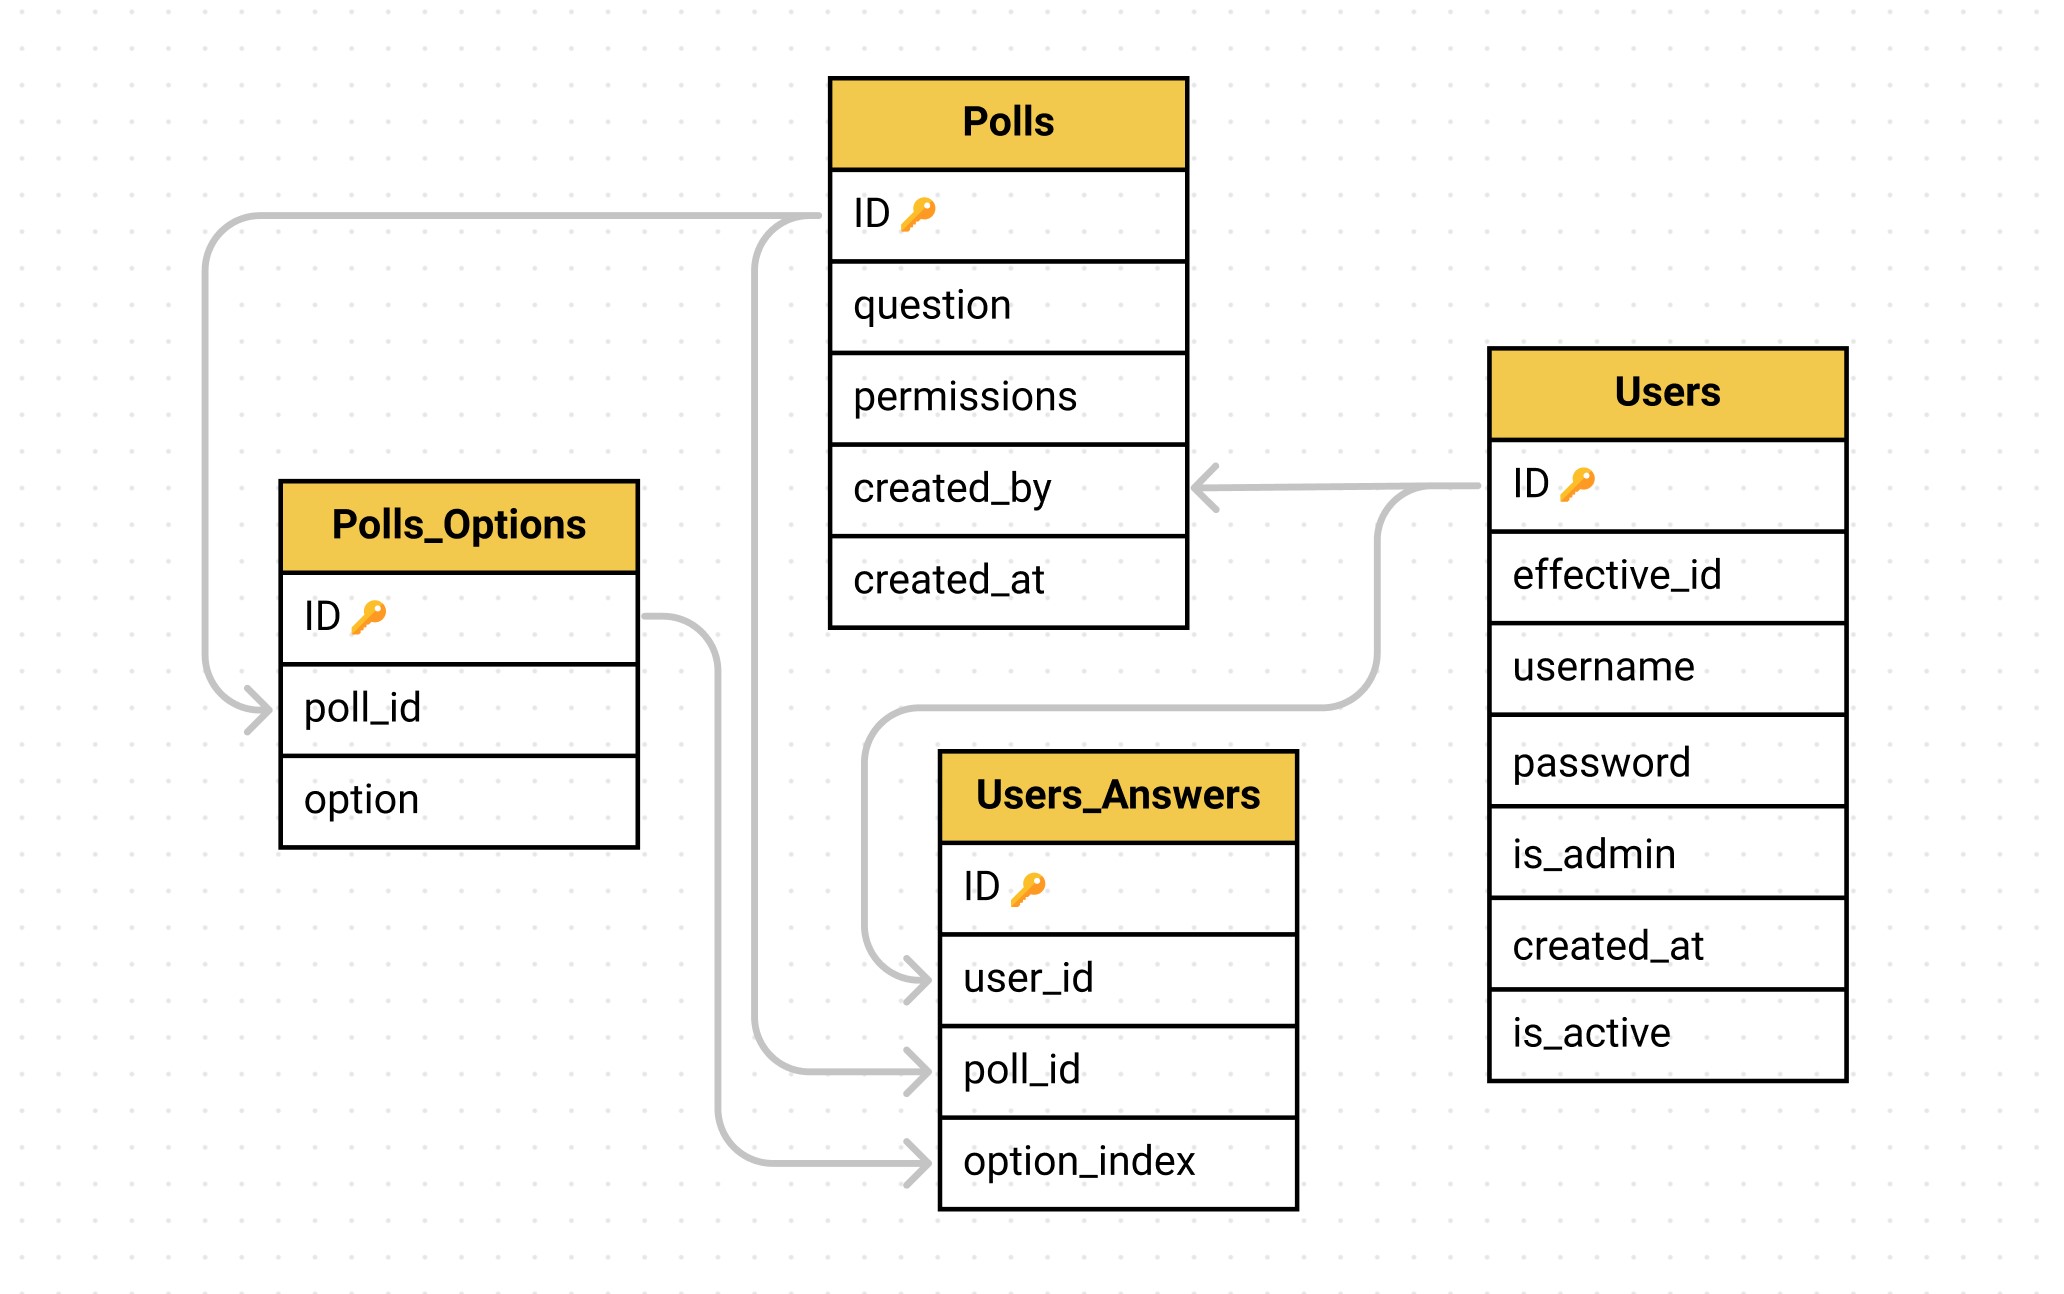 Polls
ID 🔑
question
permissions
created_by
created_at
Users
ID 🔑
effective_id
username
password
is_admin
created_at
is_active
Polls_Options
ID 🔑
poll_id
option
Users_Answers
ID 🔑
user_id
poll_id
option_index